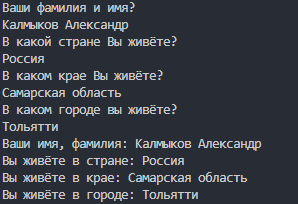 Ваши фамилия и имя?
Калмыков Александр
В какой стране Вы живёте?
Россия
В каком крае Вы живёте?
Самарская область
В каком городе вы живёте?
Тольятти
Ваши имя, фамилия: Калмыков Александр
Вы живёте в стране: Россия
Вы живёте в крае: Самарская область
Вы живёте в городе: Тольятти